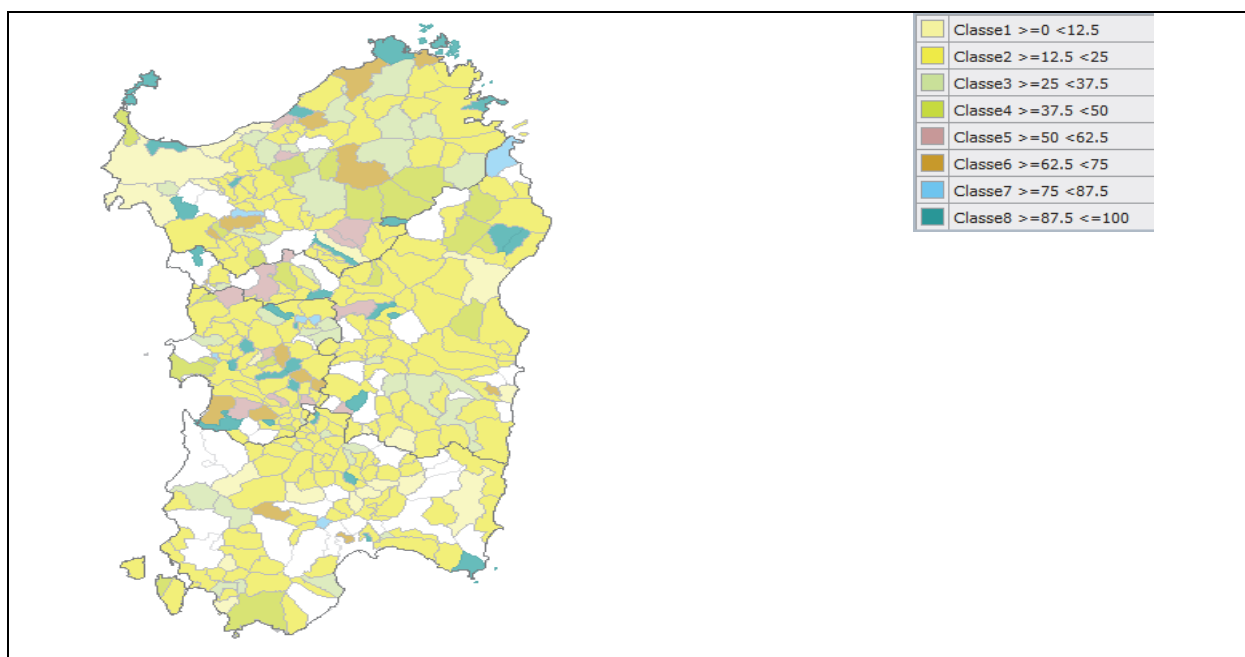 Classe1 >=0 <12.5
Classe2 >=12.5 <25
Classe3 >=25 <37.5
Classe4 >=37.5 <50
Classe5 >=50 <62.5
Classe6 >=62.5 <75
Classe7 >=75 <87.5
Classe8 >=87.5 <=100